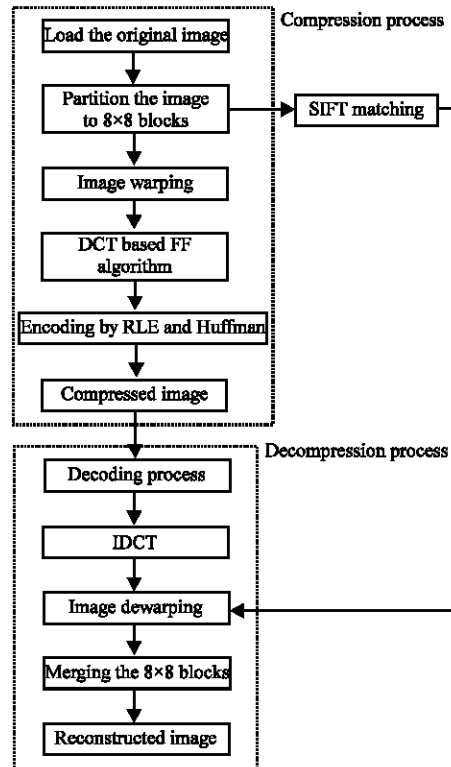 Compression process
Load the original image
Partition the image
to 8×8 blocks
SIFT matching
Image warping
DCT based FF
algorithm
Encoding by RLE and Huffman
Compressed image
Decompression process
Decoding process
IDCT
Image dewarping
Merging the 8×8 blocks
Reconstructed image